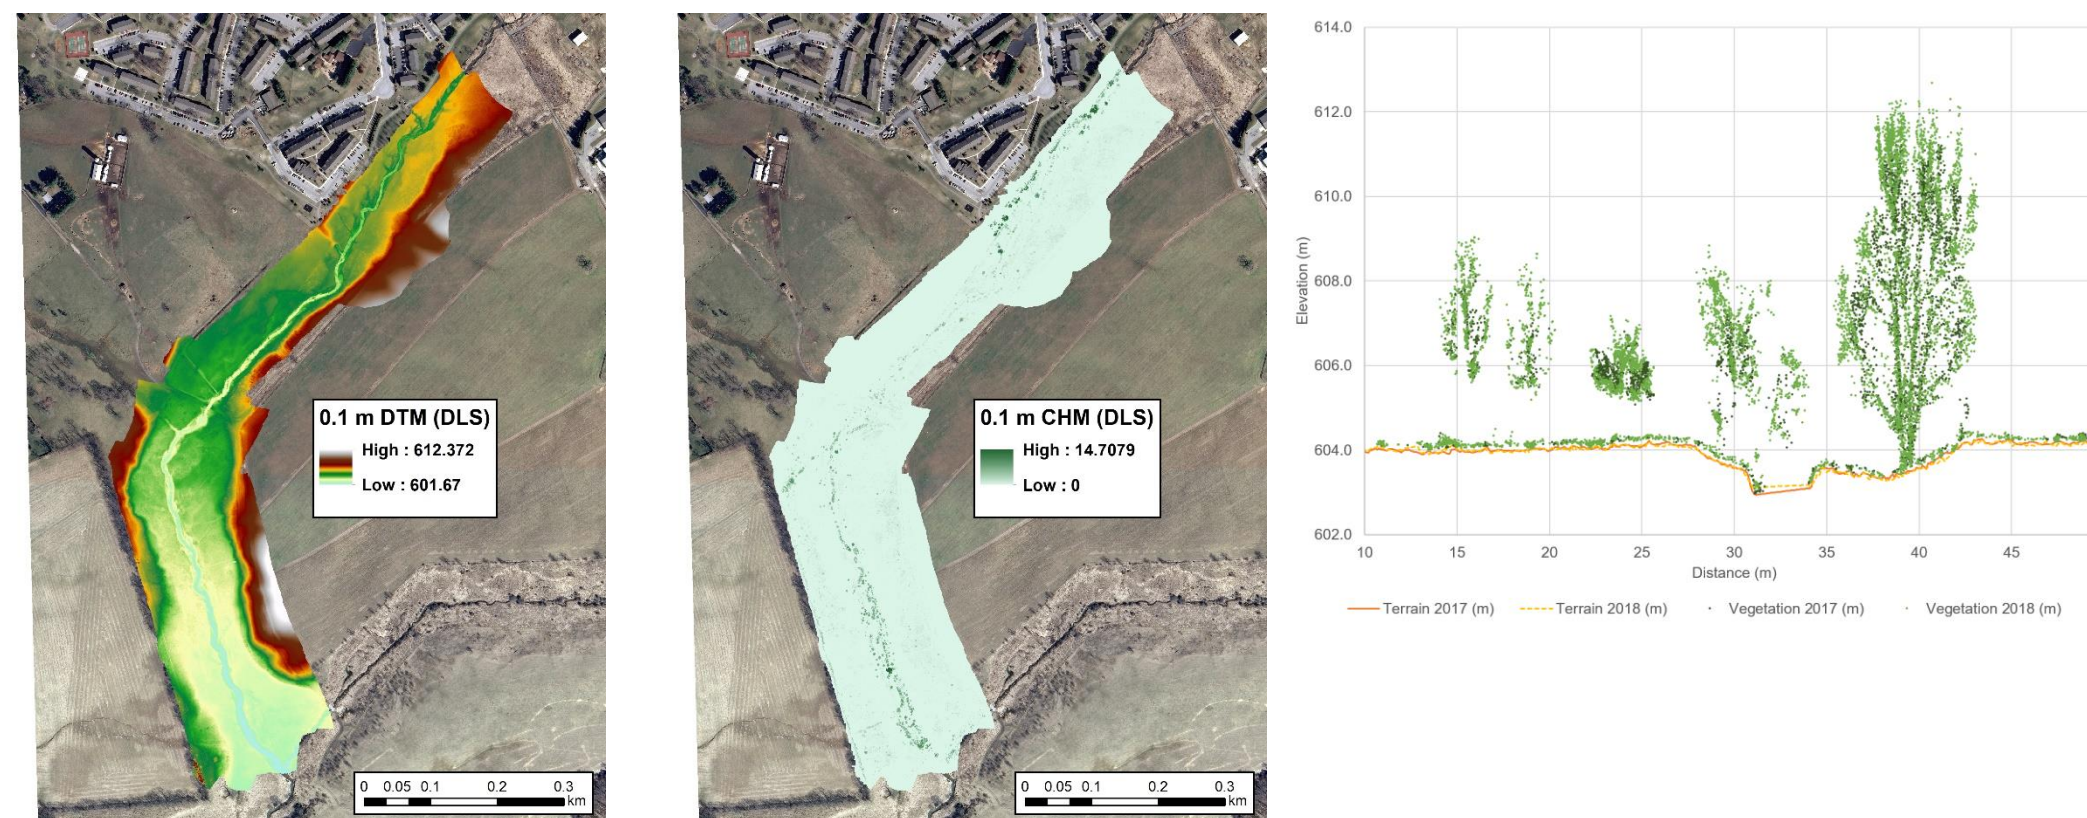 0.1 m DTM (DLS)
High : 612.372
Low : 601.67
0 0.05 0.1 0.2 0.3
km
0.1 m CHM (DLS)
High : 14.7079
Low : 0
0 0.05 0.1 0.2 0.3
km
614.0
612.0
610.0
608.0
606.0
604.0
602.0
Elevation (m)
10 15 20 25 30 35 40 45
Distance (m)
Terrain 2017 (m) Terrain 2018 (m) Vegetation 2017 (m) Vegetation 2018 (m)